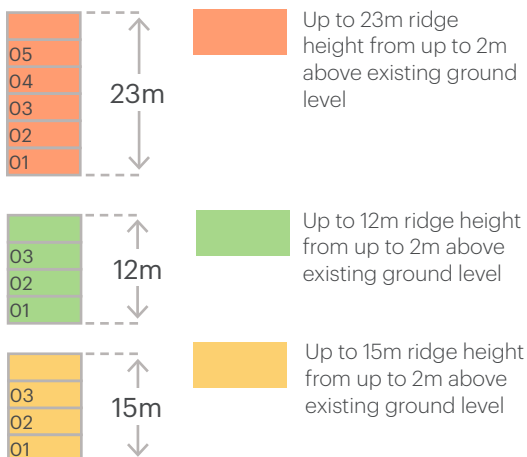 05
04
03
02
01
23m
Up to 23m ridge
height from up to 2m
above existing ground
level
03
02
01
12m
Up to 12m ridge height
from up to 2m above
existing ground level
03
02
01
15m
Up to 15m ridge height
from up to 2m above
existing ground level